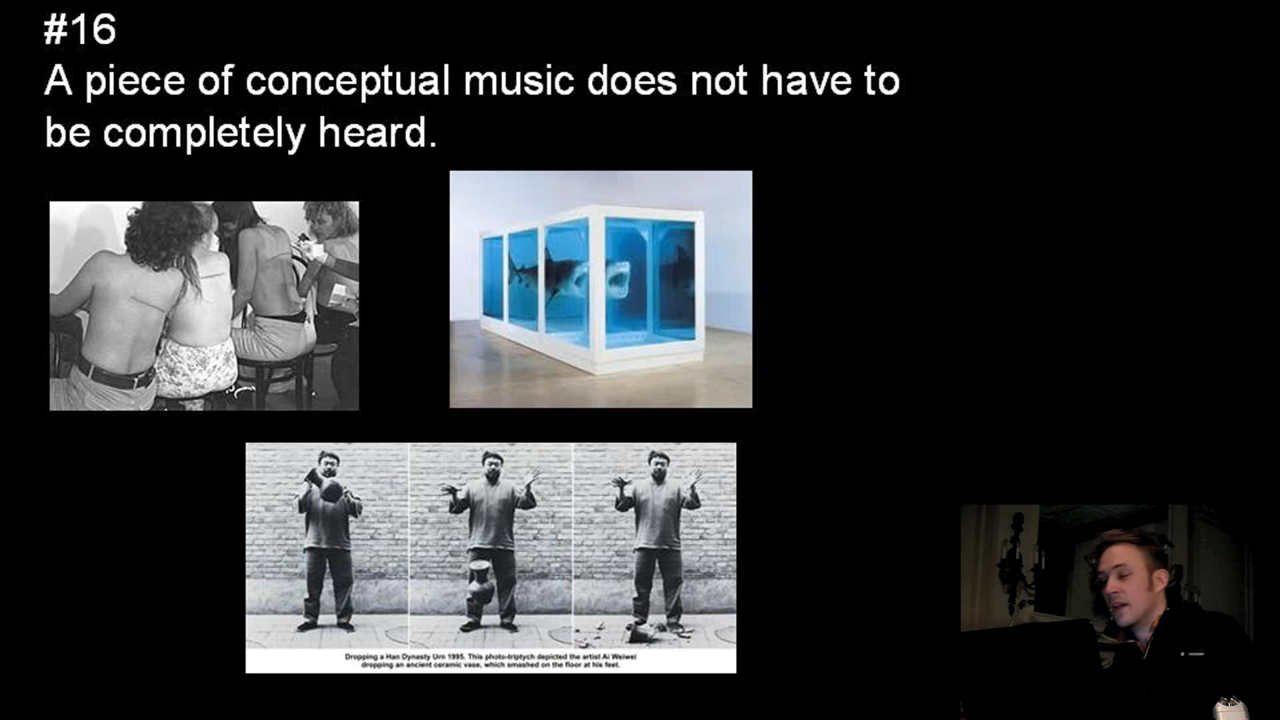 #16
A piece of conceptual music does not have to
be completely heard.
Dropping a Han Dynasty Urn 1995. This photo-triptych depicted the artist Ai Weiwei
dropping an ancient ceramic vase, which smashed on the floor at his feet.